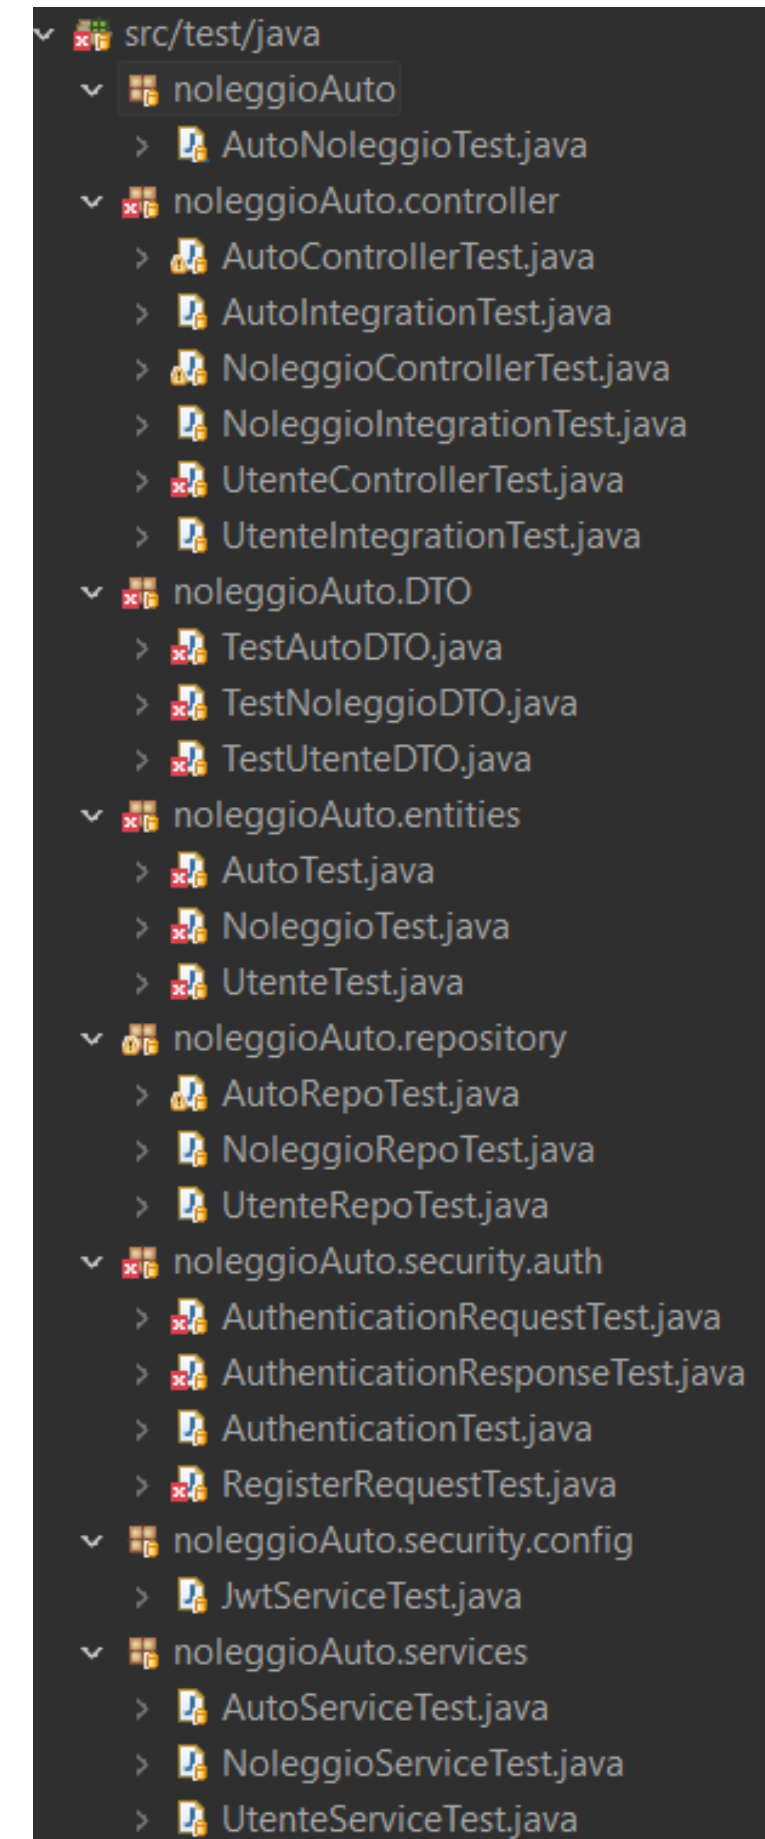 src/test/java
noleggioAuto
AutoNoleggioTest.java
noleggioAuto.controller
AutoControllerTest.java
AutoIntegrationTest.java
NoleggioControllerTest.java
NoleggioIntegrationTest.java
UtenteControllerTest.java
UtenteIntegrationTest.java
noleggioAuto.DTO
TestAutoDTO.java
TestNoleggioDTO.java
TestUtenteDTO.java
noleggioAuto.entities
AutoTest.java
NoleggioTest.java
UtenteTest.java
noleggioAuto.repository
AutoRepoTest.java
NoleggioRepoTest.java
UtenteRepoTest.java
noleggioAuto.security.auth
AuthenticationRequestTest.java
AuthenticationResponseTest.java
AuthenticationTest.java
RegisterRequestTest.java
noleggioAuto.security.config
JwtServiceTest.java
noleggioAuto.services
AutoServiceTest.java
NoleggioServiceTest.java
UtenteServiceTest.java